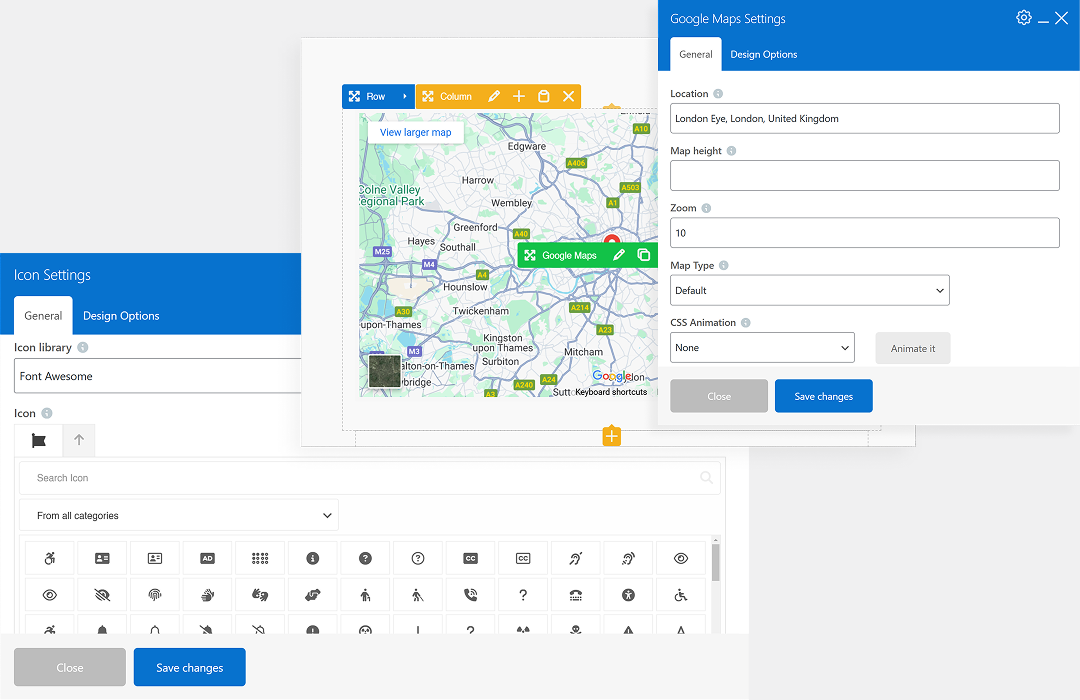 Google Maps Settings
General
Design Options
Location
London Eye, London, United Kingdom
Map height
Zoom
10
Map Type
Default
CSS Animation
None
Animate it
Close
Save changes
Row
Column
View larger map
A10
Edgware
A406
Harrow
A503
Colne Valley
Regional Park
Wembley
A1
Greenford
A40
Hayes
Southall
M25
Google Maps
M4
A4
Hounslow
A30
A214
Twickenham
upon-Thames
A23
Kingston
upon Thames
M3
Mitcham
Surbiton
alton-on-Thames
Google
A240
A24
A3
Keyboard shortcuts
Icon Settings
General
Design Options
Icon library
Font Awesome
Icon
Search Icon
From all categories
AD
CC
CC
Close
Save changes